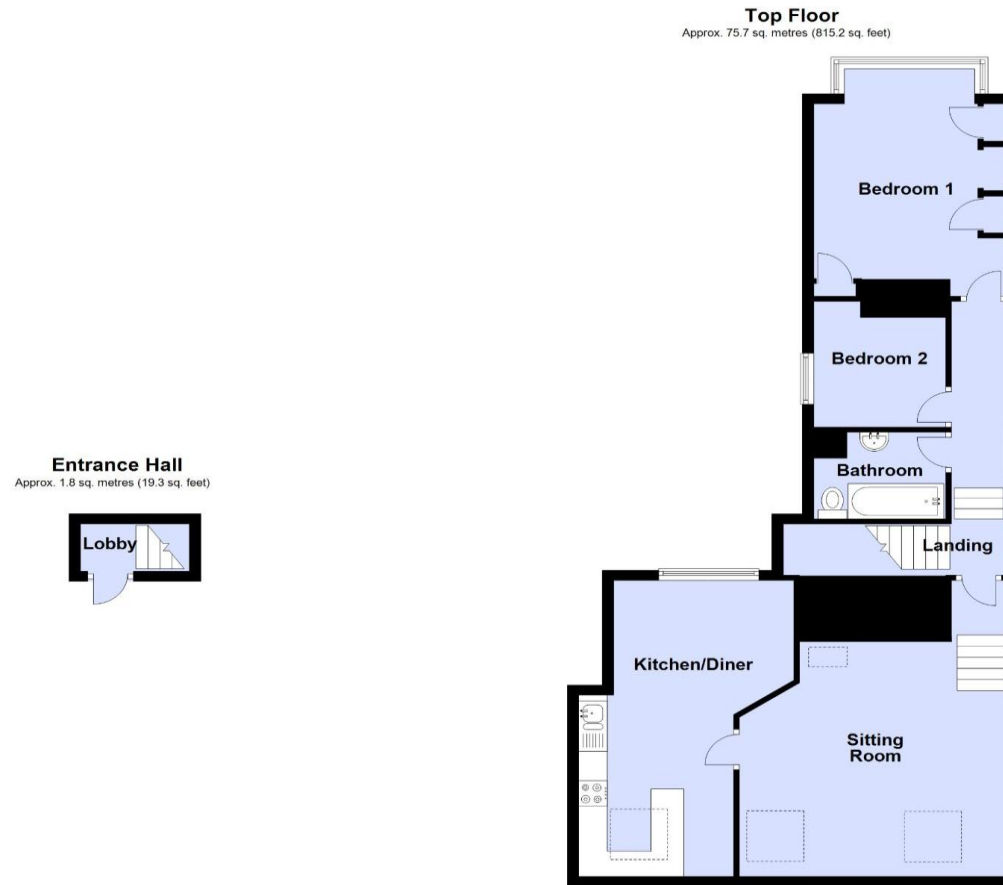 Top Floor
Approx. 75.7 sq. metres (815.2 sq. feet)
Bedroom 1
Bedroom 2
Bathroom
Entrance Hall
Approx. 1.8 sq. metres (19.3 sq. feet)
Lobby
Landing
Kitchen/Diner
Sitting
Room